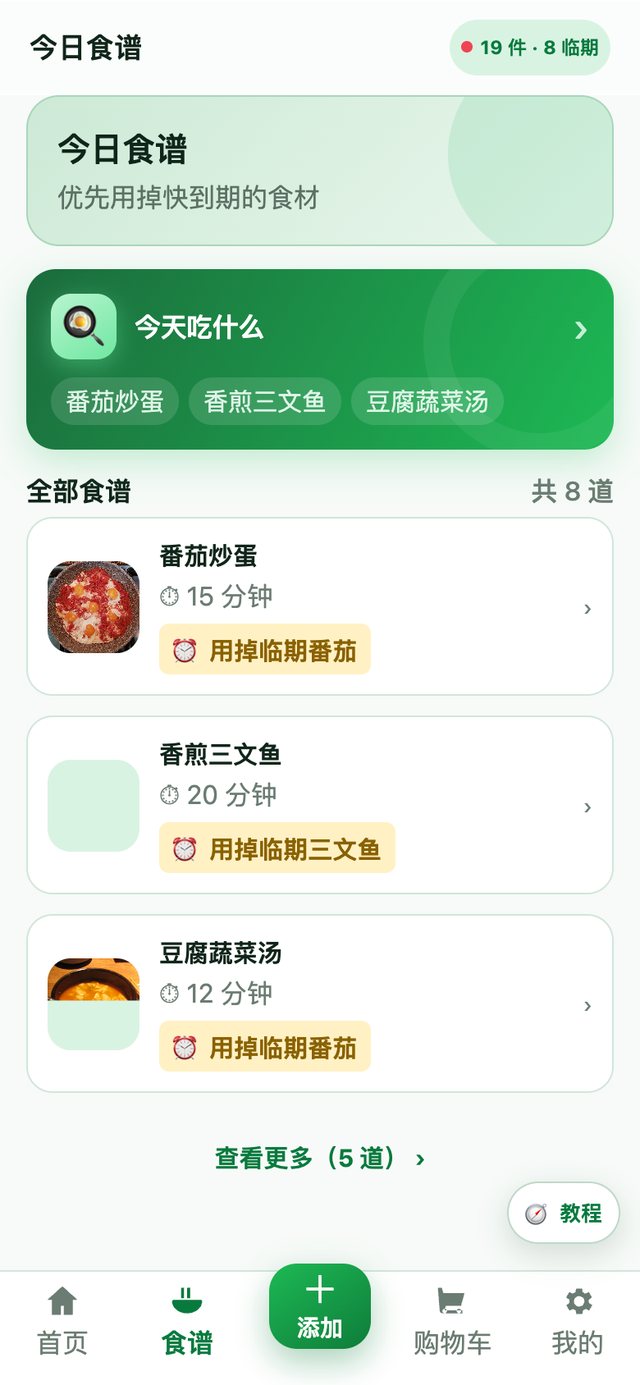 今日食谱
19 件 · 8 临期
今日食谱
优先用掉快到期的食材
今天吃什么
›
番茄炒蛋 香煎三文鱼 豆腐蔬菜汤
全部食谱 共 8 道
番茄炒蛋
⏱ 15 分钟
›
⏰ 用掉临期番茄
香煎三文鱼
⏱ 20 分钟
›
⏰ 用掉临期三文鱼
豆腐蔬菜汤
⏱ 12 分钟
›
⏰ 用掉临期番茄
查看更多（5 道） ›
🧭 教程
首页 食谱 添加 购物车 我的